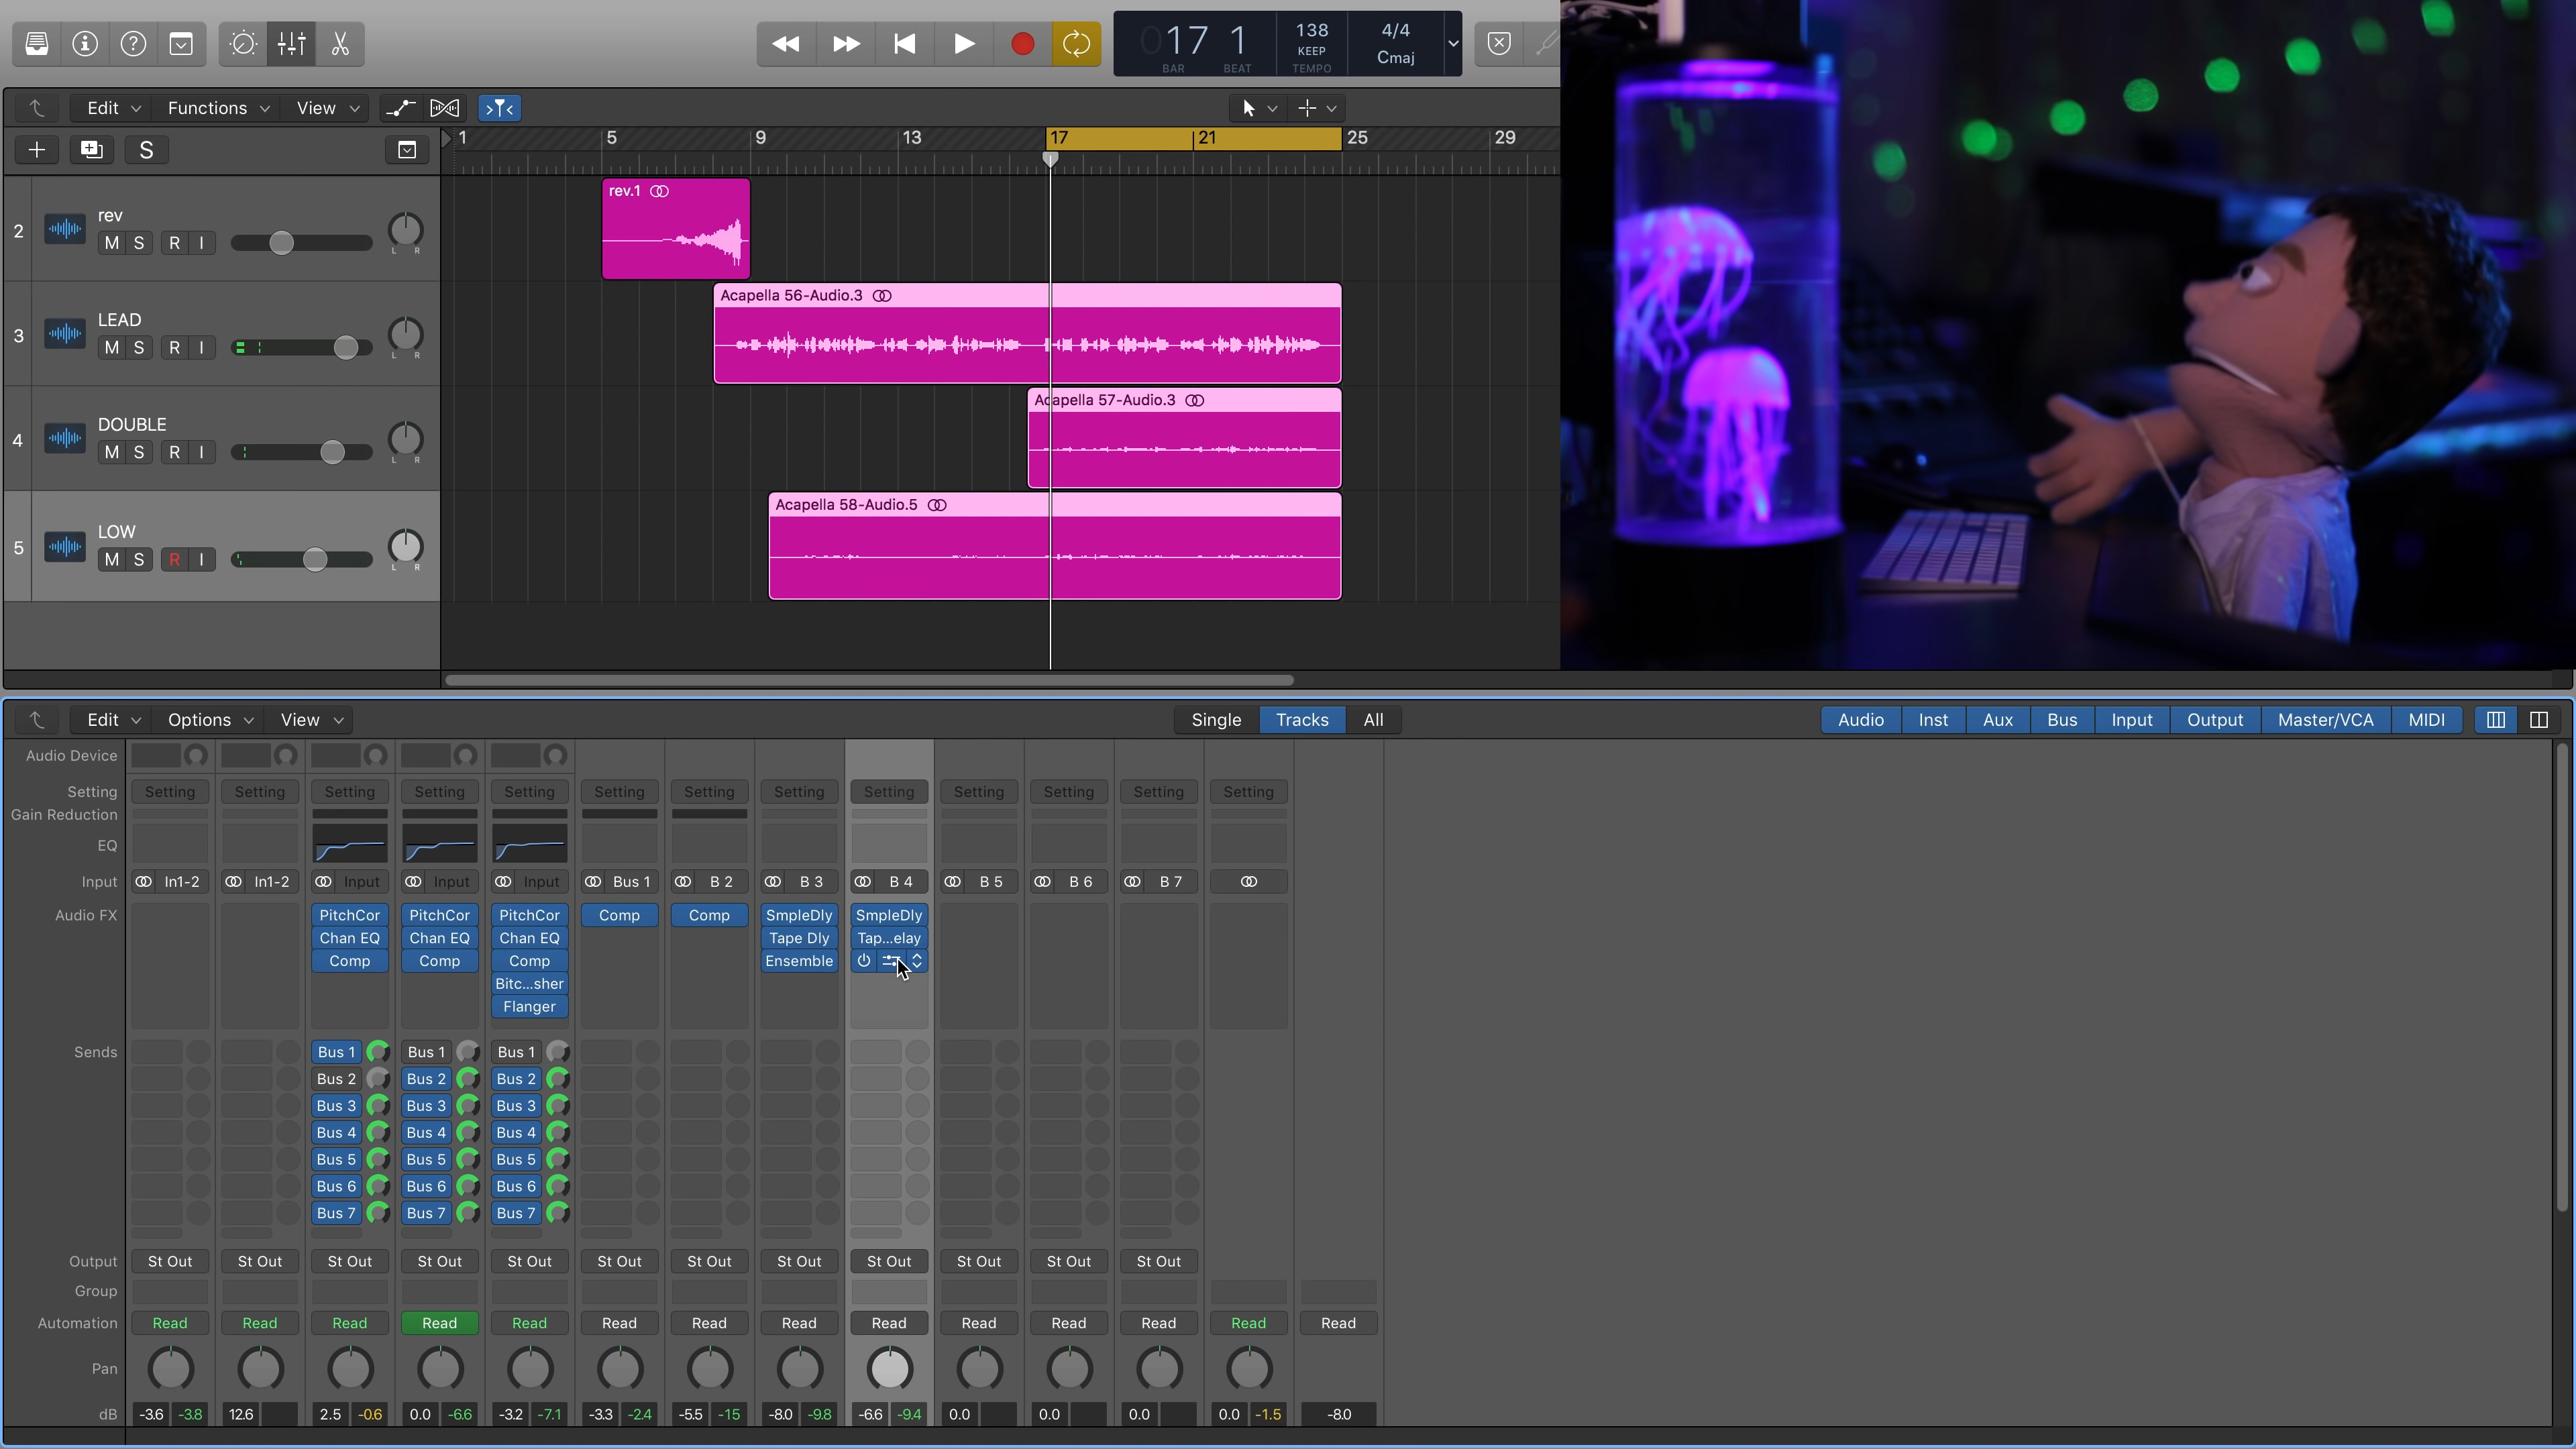 017 1 138 4/4
KEEP Cmaj
BAR BEAT TEMPO
Edit Functions View
S
1 5 9 13 17 21 25 29
2 rev
M S R I
L R
rev.1
3 LEAD
M S R I
L R
Acapella 56-Audio.3
4 DOUBLE
M S R I
L R
Acapella 57-Audio.3
5 LOW
M S R I
L R
Acapella 58-Audio.5
Edit Options View Single Tracks All Audio Inst Aux Bus Input Output Master/VCA MIDI
Audio Device
Setting Setting Setting Setting Setting Setting Setting Setting Setting Setting Setting Setting Setting Setting
Gain Reduction
EQ
Input In1-2 In1-2 Input Input Input Bus 1 B 2 B 3 B 4 B 5 B 6 B 7
Audio FX PitchCor PitchCor PitchCor Comp Comp SmpleDly SmpleDly
Chan EQ Chan EQ Chan EQ Tape Dly Tap...elay
Comp Comp Comp Ensemble
Bitc...sher
Flanger
Sends Bus 1 Bus 1 Bus 1
Bus 2 Bus 2 Bus 2
Bus 3 Bus 3 Bus 3
Bus 4 Bus 4 Bus 4
Bus 5 Bus 5 Bus 5
Bus 6 Bus 6 Bus 6
Bus 7 Bus 7 Bus 7
Output St Out St Out St Out St Out St Out St Out St Out St Out St Out St Out St Out St Out
Group
Automation Read Read Read Read Read Read Read Read Read Read Read Read Read Read
Pan
dB -3.6 -3.8 12.6 2.5 -0.6 0.0 -6.6 -3.2 -7.1 -3.3 -2.4 -5.5 -15 -8.0 -9.8 -6.6 -9.4 0.0 0.0 0.0 0.0 -1.5 -8.0